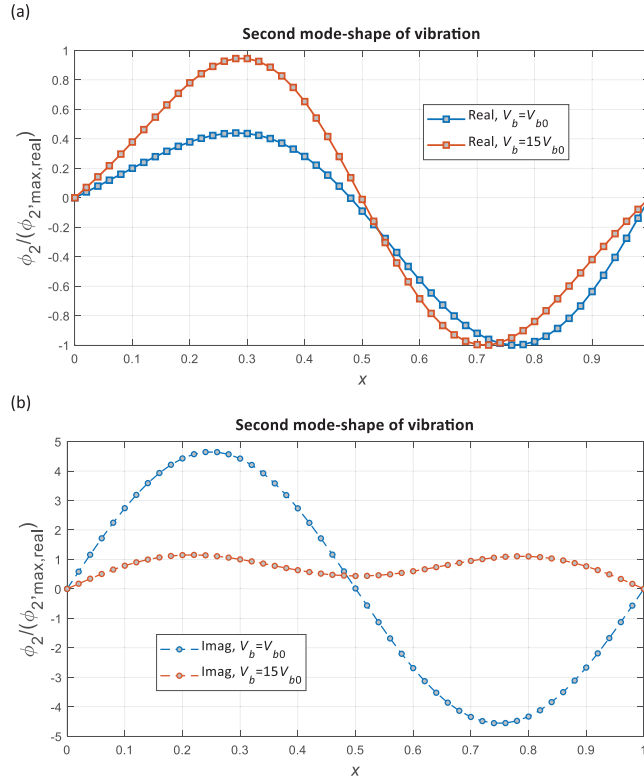 (a)
Second mode-shape of vibration
1
0.8
0.6
0.4
0.2
0
-0.2
-0.4
-0.6
-0.8
-1
ϕ2/(ϕ2,max,real)
Real, Vb=Vb0
Real, Vb=15Vb0
0 0.1 0.2 0.3 0.4 0.5 0.6 0.7 0.8 0.9
x
(b)
Second mode-shape of vibration
5
4
3
2
1
0
-1
-2
-3
-4
-5
ϕ2/(ϕ2,max,real)
Imag, Vb=Vb0
Imag, Vb=15Vb0
0 0.1 0.2 0.3 0.4 0.5 0.6 0.7 0.8 0.9 1
x